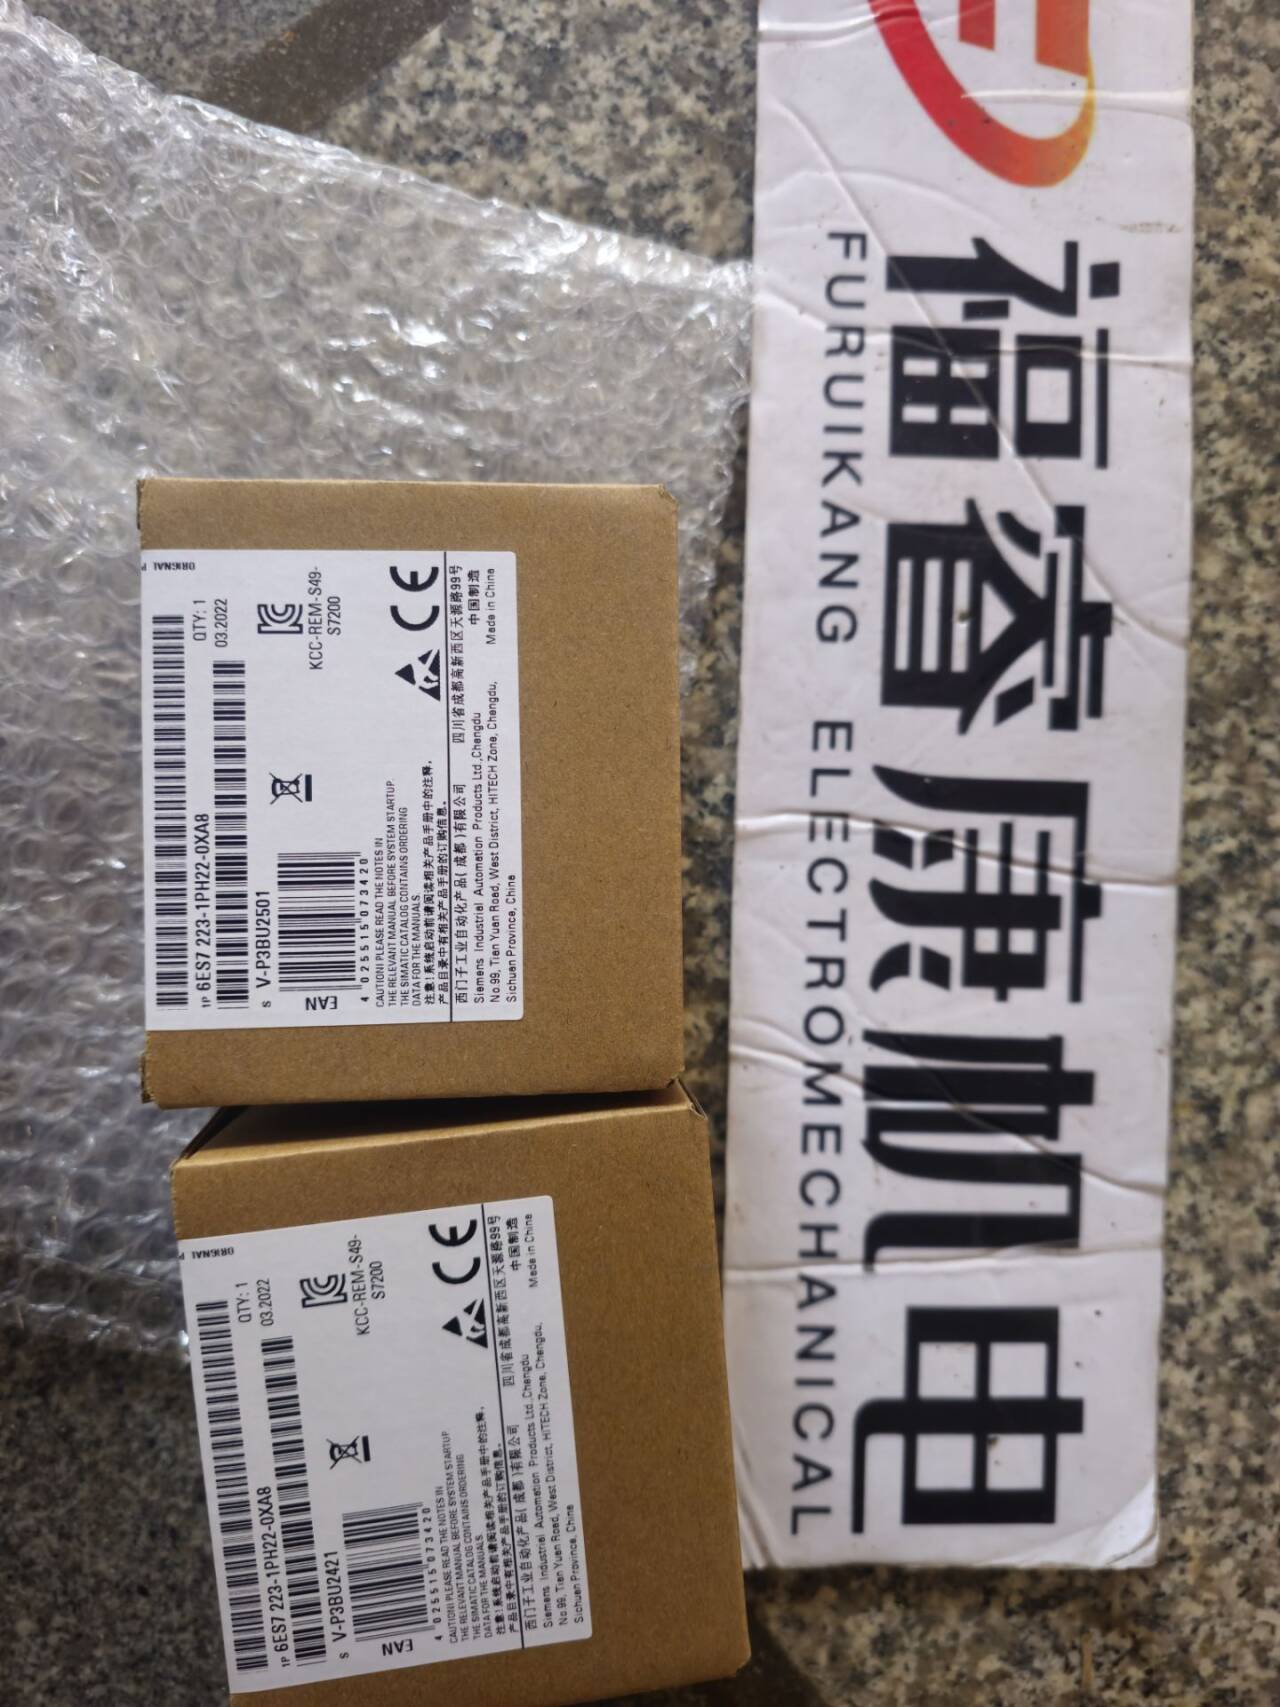 福睿康机电
FURUIKANG ELECTROMECHANICAL
ORIGINAL
QTY: 1
1P 6ES7 223-1PH22-0XA8
03.2022
S V-P3BU2501
KCC-REM-S49-
S7200
EAN
4 025515 073420
CAUTION! PLEASE READ THE NOTES IN
THE RELEVANT MANUAL BEFORE SYSTEM STARTUP.
THE SIMATIC CATALOG CONTAINS ORDERING
DATA FOR THE MANUALS.
注意!系统启动前请阅读相关产品手册中的注释,
产品目录中有相关产品手册的订购信息。
西门子工业自动化产品(成都)有限公司 四川省成都高新西区天源路99号
Siemens Industrial Automation Products Ltd.,Chengdu 中国制造
No.99, Tian Yuan Road, West District, HITECH Zone, Chengdu, Made in China
Sichuan Province, China
ORIGINAL
QTY: 1
1P 6ES7 223-1PH22-0XA8
03.2022
S V-P3BU2421
KCC-REM-S49-
S7200
EAN
4 025515 073420
CAUTION! PLEASE READ THE NOTES IN
THE RELEVANT MANUAL BEFORE SYSTEM STARTUP
THE SIMATIC CATALOG CONTAINS ORDERING
DATA FOR THE MANUALS.
注意!系统启动前请阅读相关产品手册中的注释,
产品目录中有相关产品手册的订购信息。
西门子工业自动化产品(成都)有限公司 四川省成都高新西区天源路99号
Siemens Industrial Automation Products Ltd.,Chengdu 中国制造
No.99, Tian Yuan Road, West District, HITECH Zone, Chengdu, Made in China
Sichuan Province, China